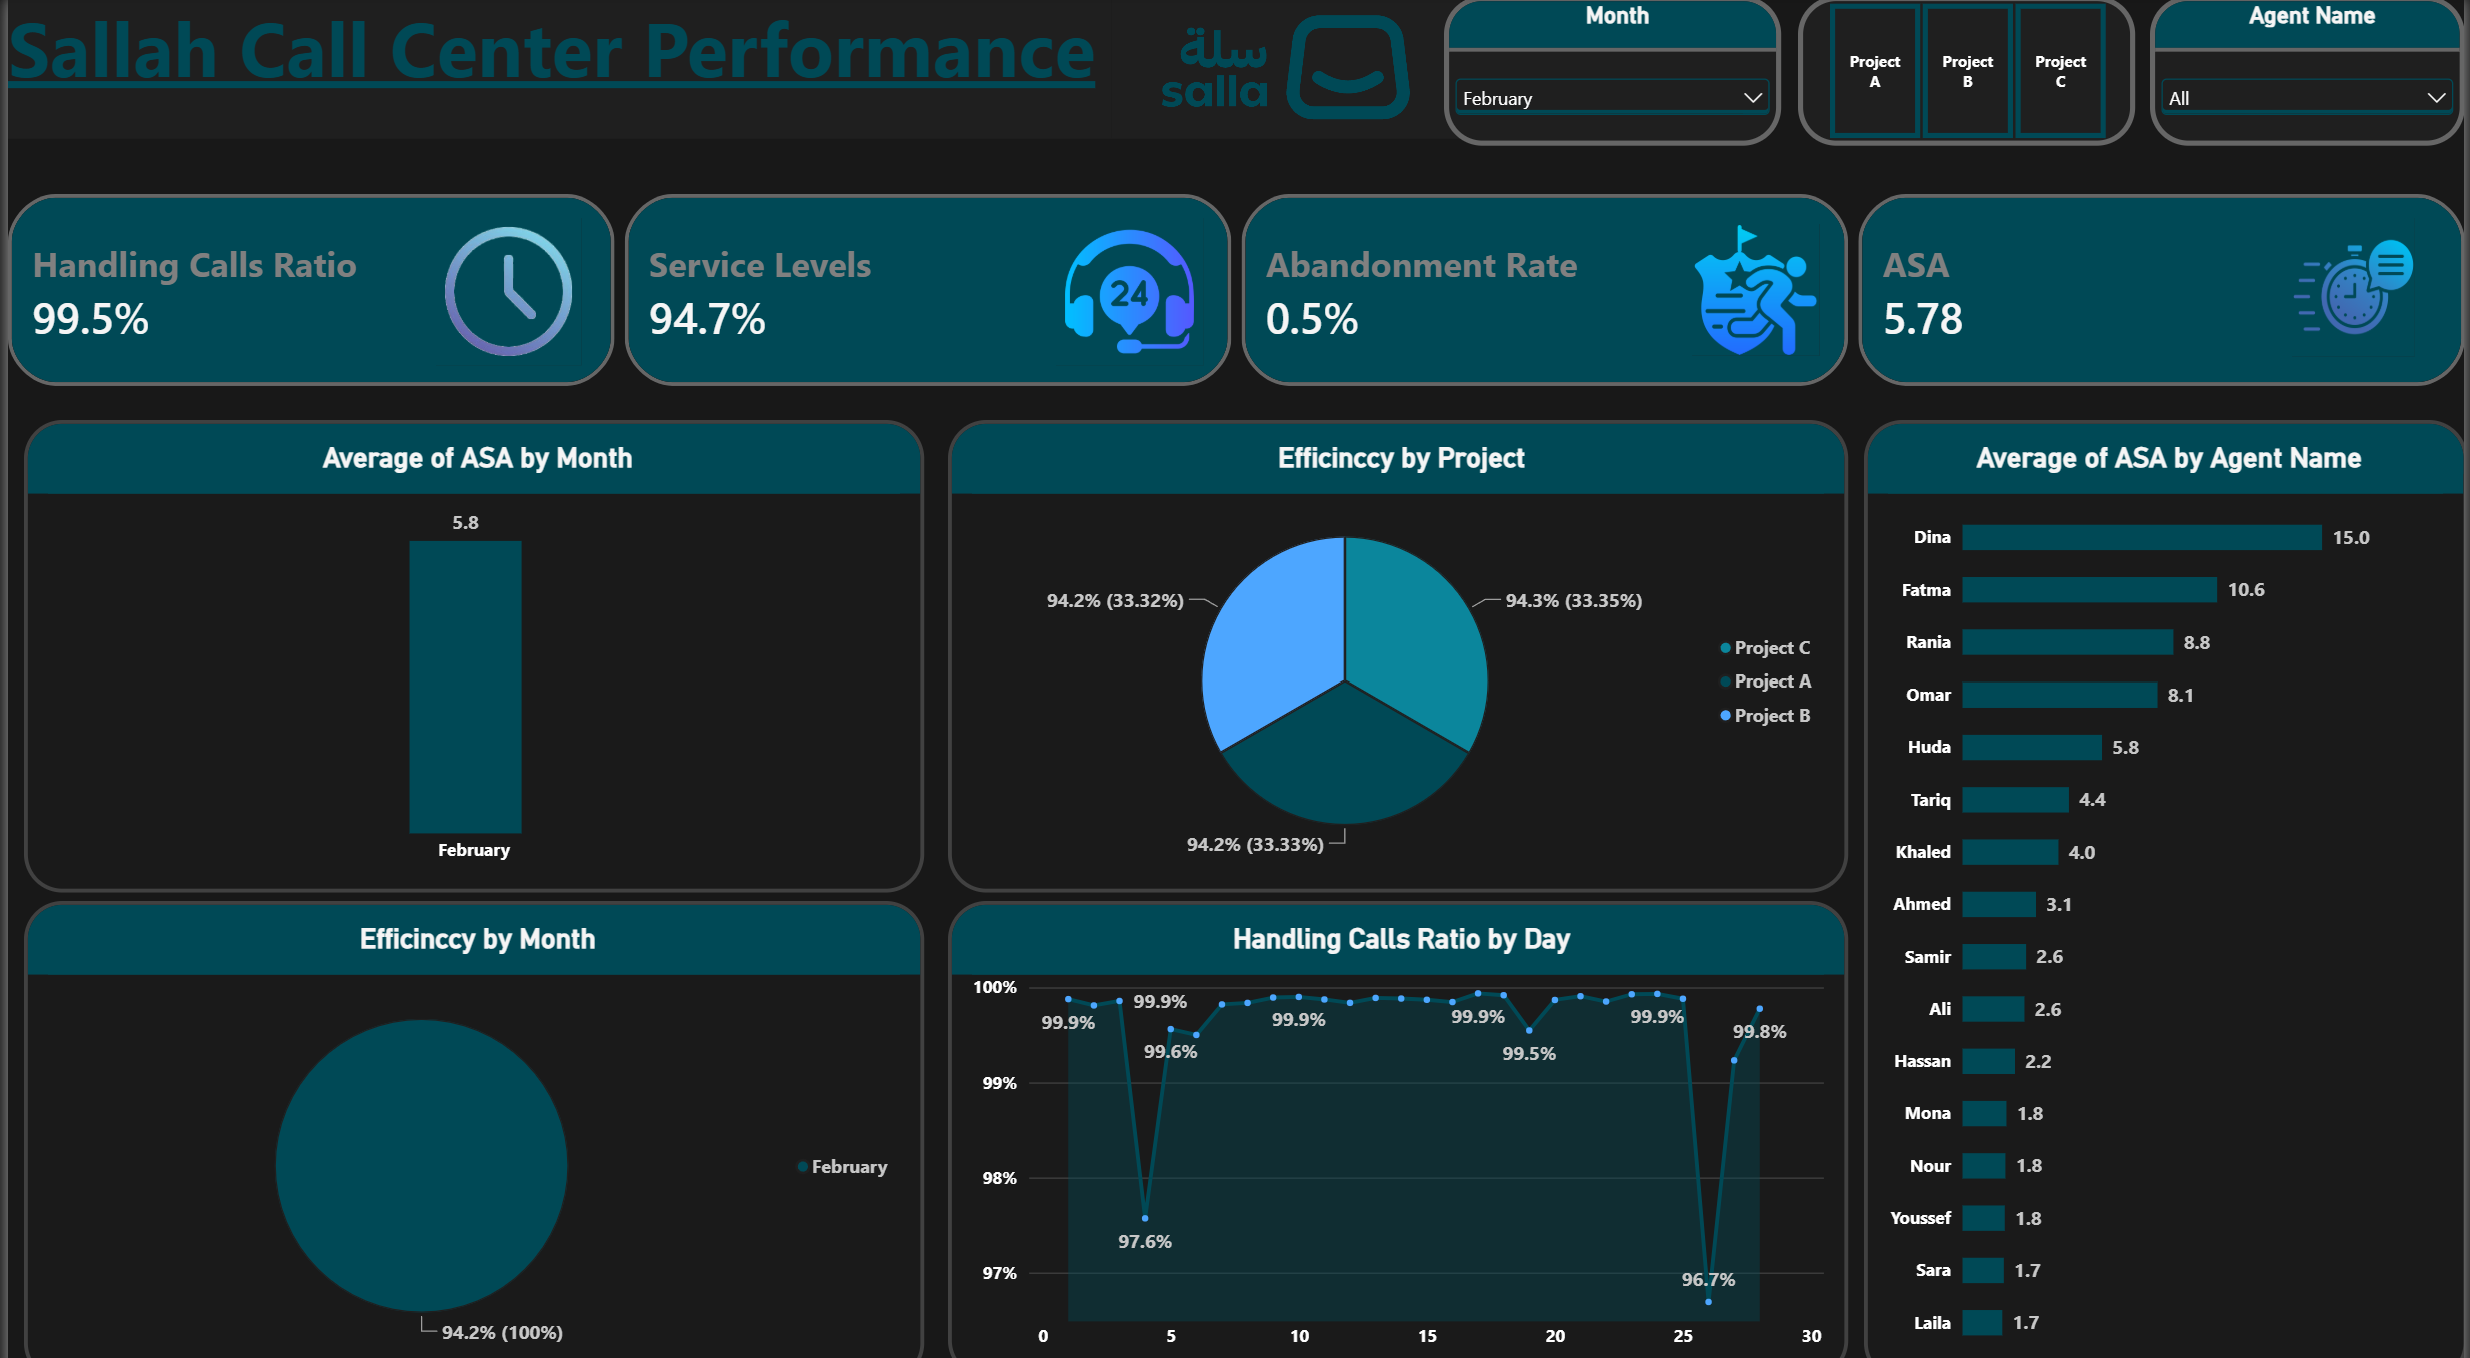 Sallah Call Center Performance
سلة
salla
Month
February
Project
A
Project
B
Project
C
Agent Name
All
Handling Calls Ratio
99.5%
Service Levels
94.7%
24
Abandonment Rate
0.5%
ASA
5.78
Average of ASA by Month
5.8
February
Efficinccy by Project
94.2% (33.32%)
94.3% (33.35%)
94.2% (33.33%)
Project C
Project A
Project B
Average of ASA by Agent Name
Dina 15.0
Fatma 10.6
Rania 8.8
Omar 8.1
Huda 5.8
Tariq 4.4
Khaled 4.0
Ahmed 3.1
Samir 2.6
Ali 2.6
Hassan 2.2
Mona 1.8
Nour 1.8
Youssef 1.8
Sara 1.7
Laila 1.7
Efficinccy by Month
February
94.2% (100%)
Handling Calls Ratio by Day
100%
99%
98%
97%
99.9%
99.9%
97.6%
99.6%
99.9%
99.9%
99.5%
99.9%
96.7%
99.8%
0 5 10 15 20 25 30